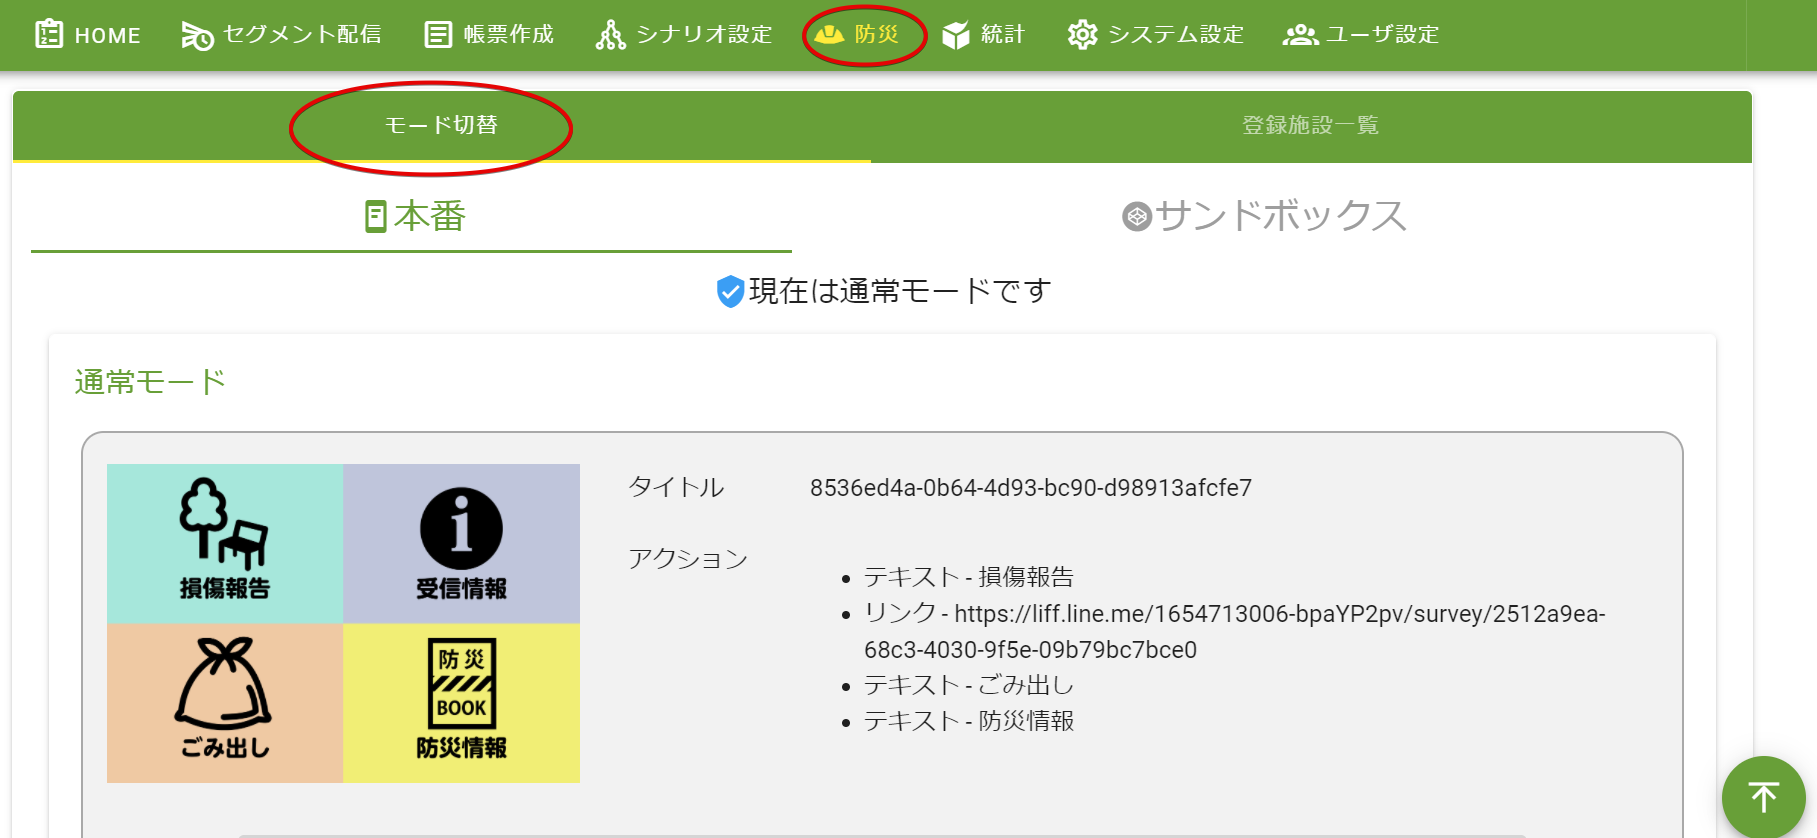 HOME セグメント配信 帳票作成 シナリオ設定 防災 統計 システム設定 ユーザ設定
モード切替 登録施設一覧
本番 サンドボックス
現在は通常モードです
通常モード
損傷報告 受信情報
防災
BOOK
ごみ出し 防災情報
タイトル 8536ed4a-0b64-4d93-bc90-d98913afcfe7
アクション
• テキスト - 損傷報告
• リンク - https://liff.line.me/1654713006-bpaYP2pv/survey/2512a9ea-
68c3-4030-9f5e-09b79bc7bce0
• テキスト - ごみ出し
• テキスト - 防災情報